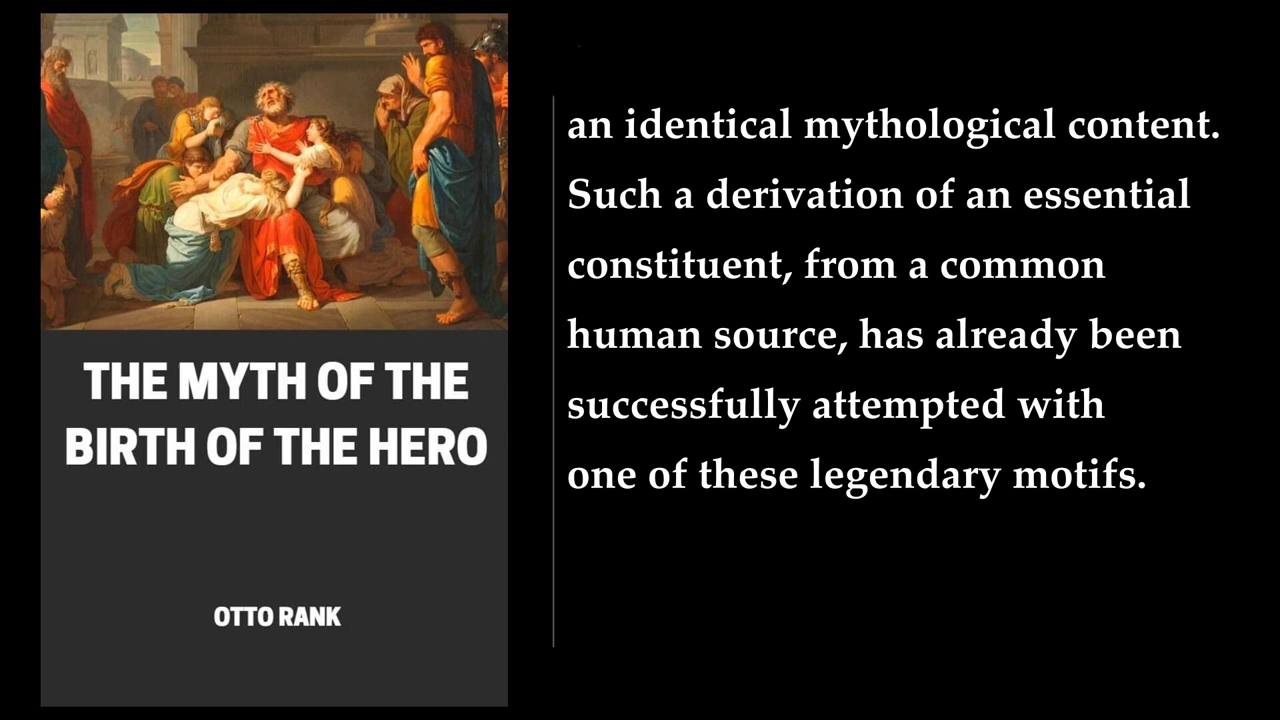 THE MYTH OF THE
BIRTH OF THE HERO
OTTO RANK
an identical mythological content.
Such a derivation of an essential
constituent, from a common
human source, has already been
successfully attempted with
one of these legendary motifs.